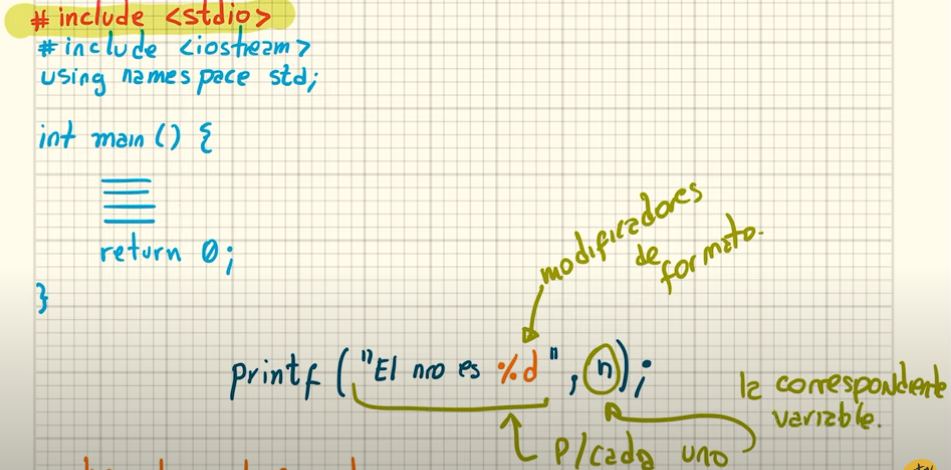 # include <stdio>
# include <iostream>
using namespace std;
int main () {
return 0;
}
modificadores
de formato.
printf ("El nro es %d", n);
la correspondiente
variable.
P/cada uno